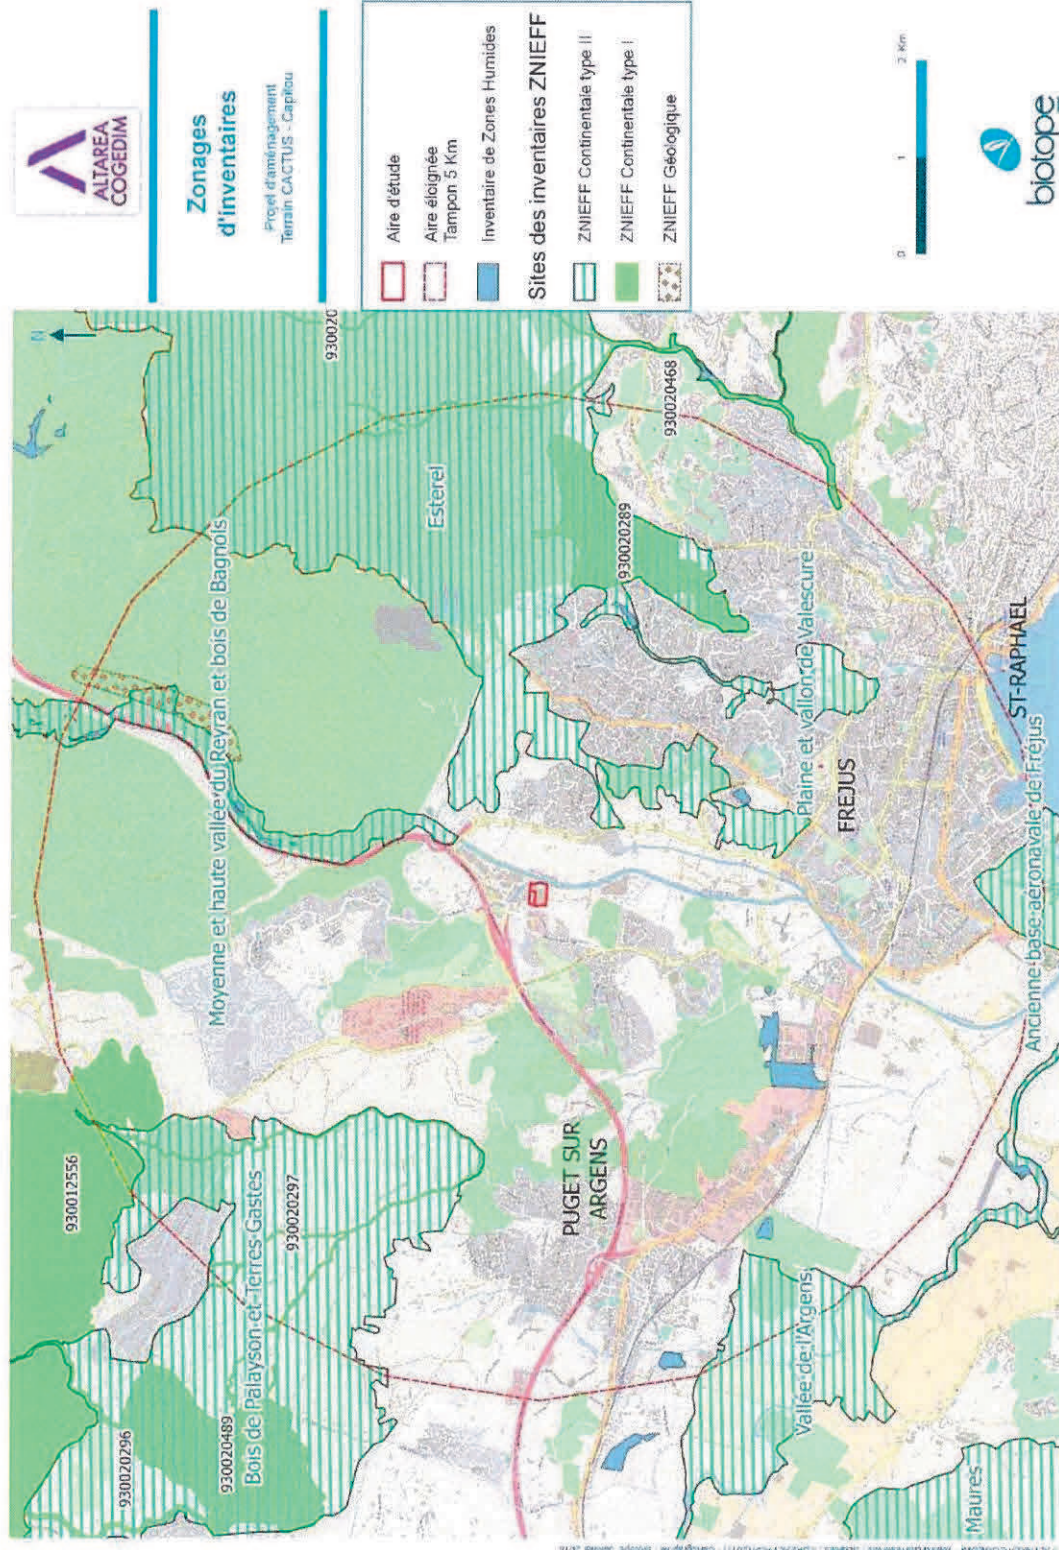 ALTAREA
COGEDIM
Zonages
d'inventaires
Projet d'aménagement
Terrain CACTUS - Capitou
Aire d'étude
Aire éloignée
Tampon 5 Km
Inventaire de Zones Humides
Sites des inventaires ZNIEFF
ZNIEFF Continentale type II
ZNIEFF Continentale type I
ZNIEFF Géologique
0 1 2 Km
biotope
N
930020
930012556
Moyenne et haute vallée du Reyran et bois de Bagnols
930020296
930020489
Bois de Palayson et Terres Gastes
930020297
Esterel
930020289
930020468
PUGET SUR
ARGENS
Vallée de l'Argens
Plaine et vallon de Valescure
FREJUS
ST-RAPHAEL
Ancienne base aéronavale de Fréjus
Maures